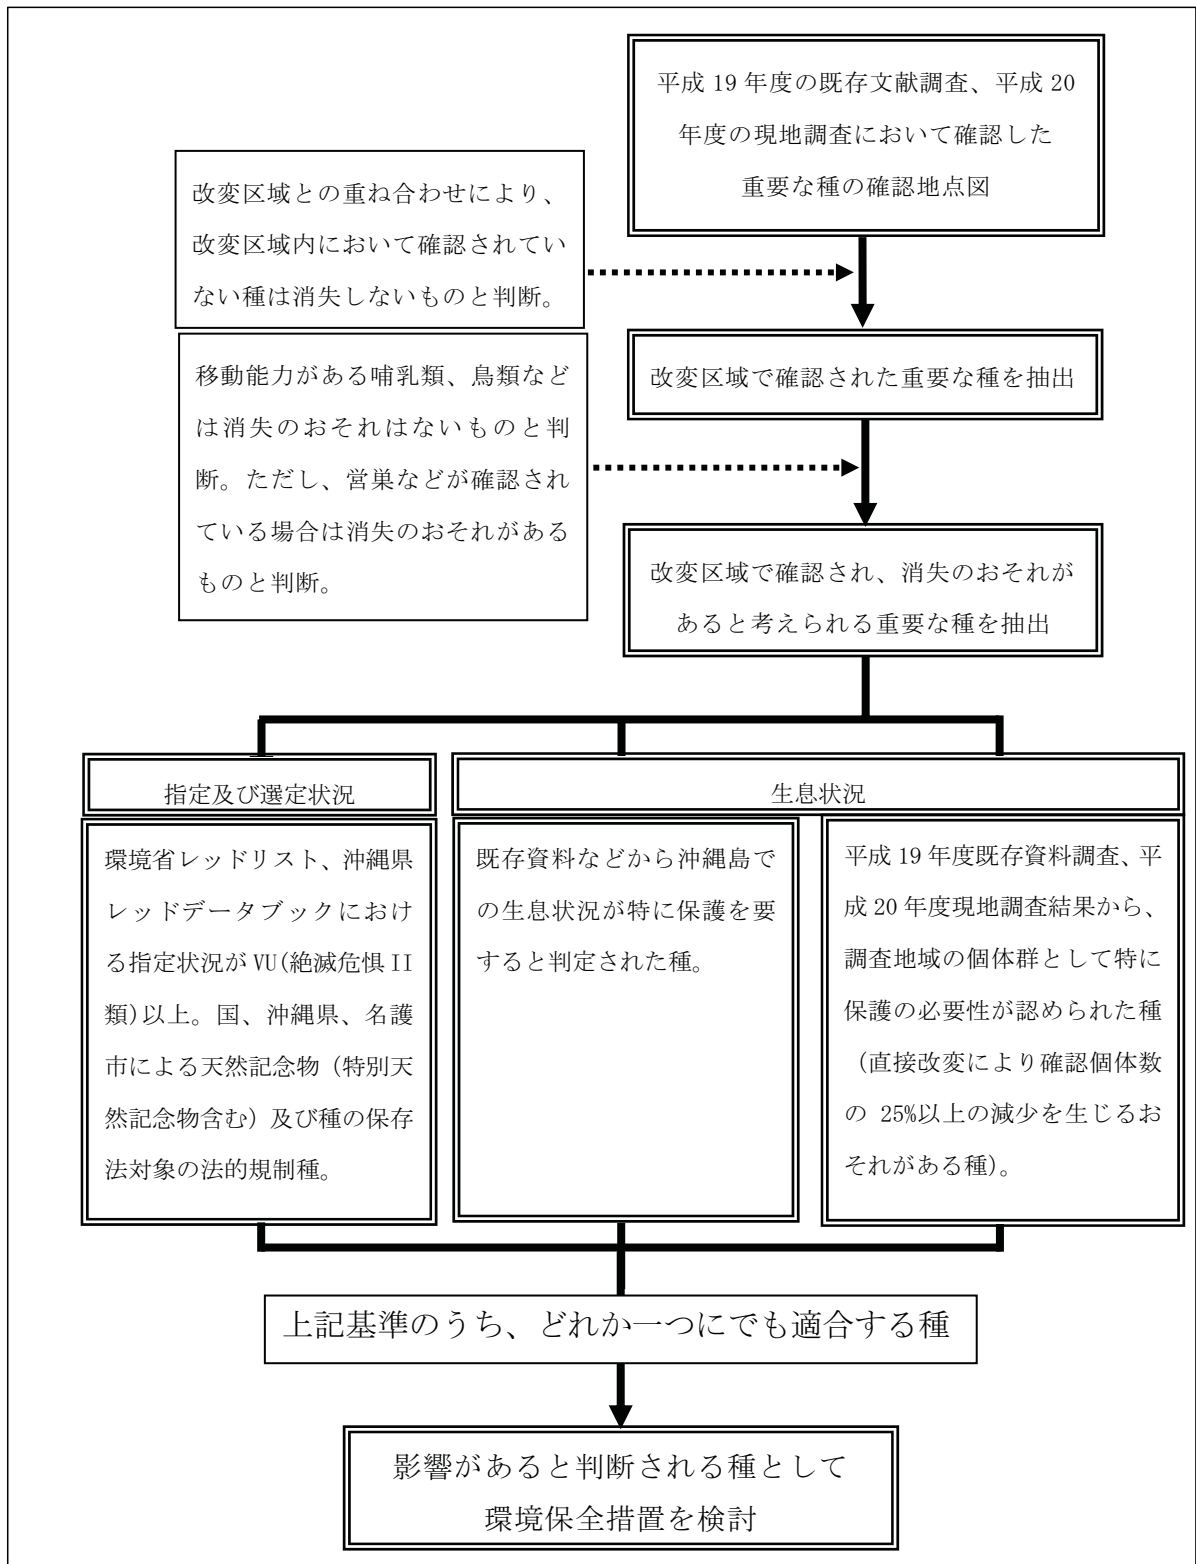 平成 19 年度の既存文献調査、平成 20
年度の現地調査において確認した
重要な種の確認地点図
改変区域との重ね合わせにより、
改変区域内において確認されてい
ない種は消失しないものと判断。
改変区域で確認された重要な種を抽出
移動能力がある哺乳類、鳥類など
は消失のおそれはないものと判
断。ただし、営巣などが確認され
ている場合は消失のおそれがある
ものと判断。
改変区域で確認され、消失のおそれが
あると考えられる重要な種を抽出
指定及び選定状況
環境省レッドリスト、沖縄県
レッドデータブックにおけ
る指定状況が VU(絶滅危惧 II
類)以上。国、沖縄県、名護
市による天然記念物（特別天
然記念物含む）及び種の保存
法対象の法的規制種。
生息状況
既存資料などから沖縄島で
の生息状況が特に保護を要
すると判定された種。
平成 19 年度既存資料調査、平
成 20 年度現地調査結果から、
調査地域の個体群として特に
保護の必要性が認められた種
（直接改変により確認個体数
の 25%以上の減少を生じるお
それがある種）。
上記基準のうち、どれか一つにでも適合する種
影響があると判断される種として
環境保全措置を検討